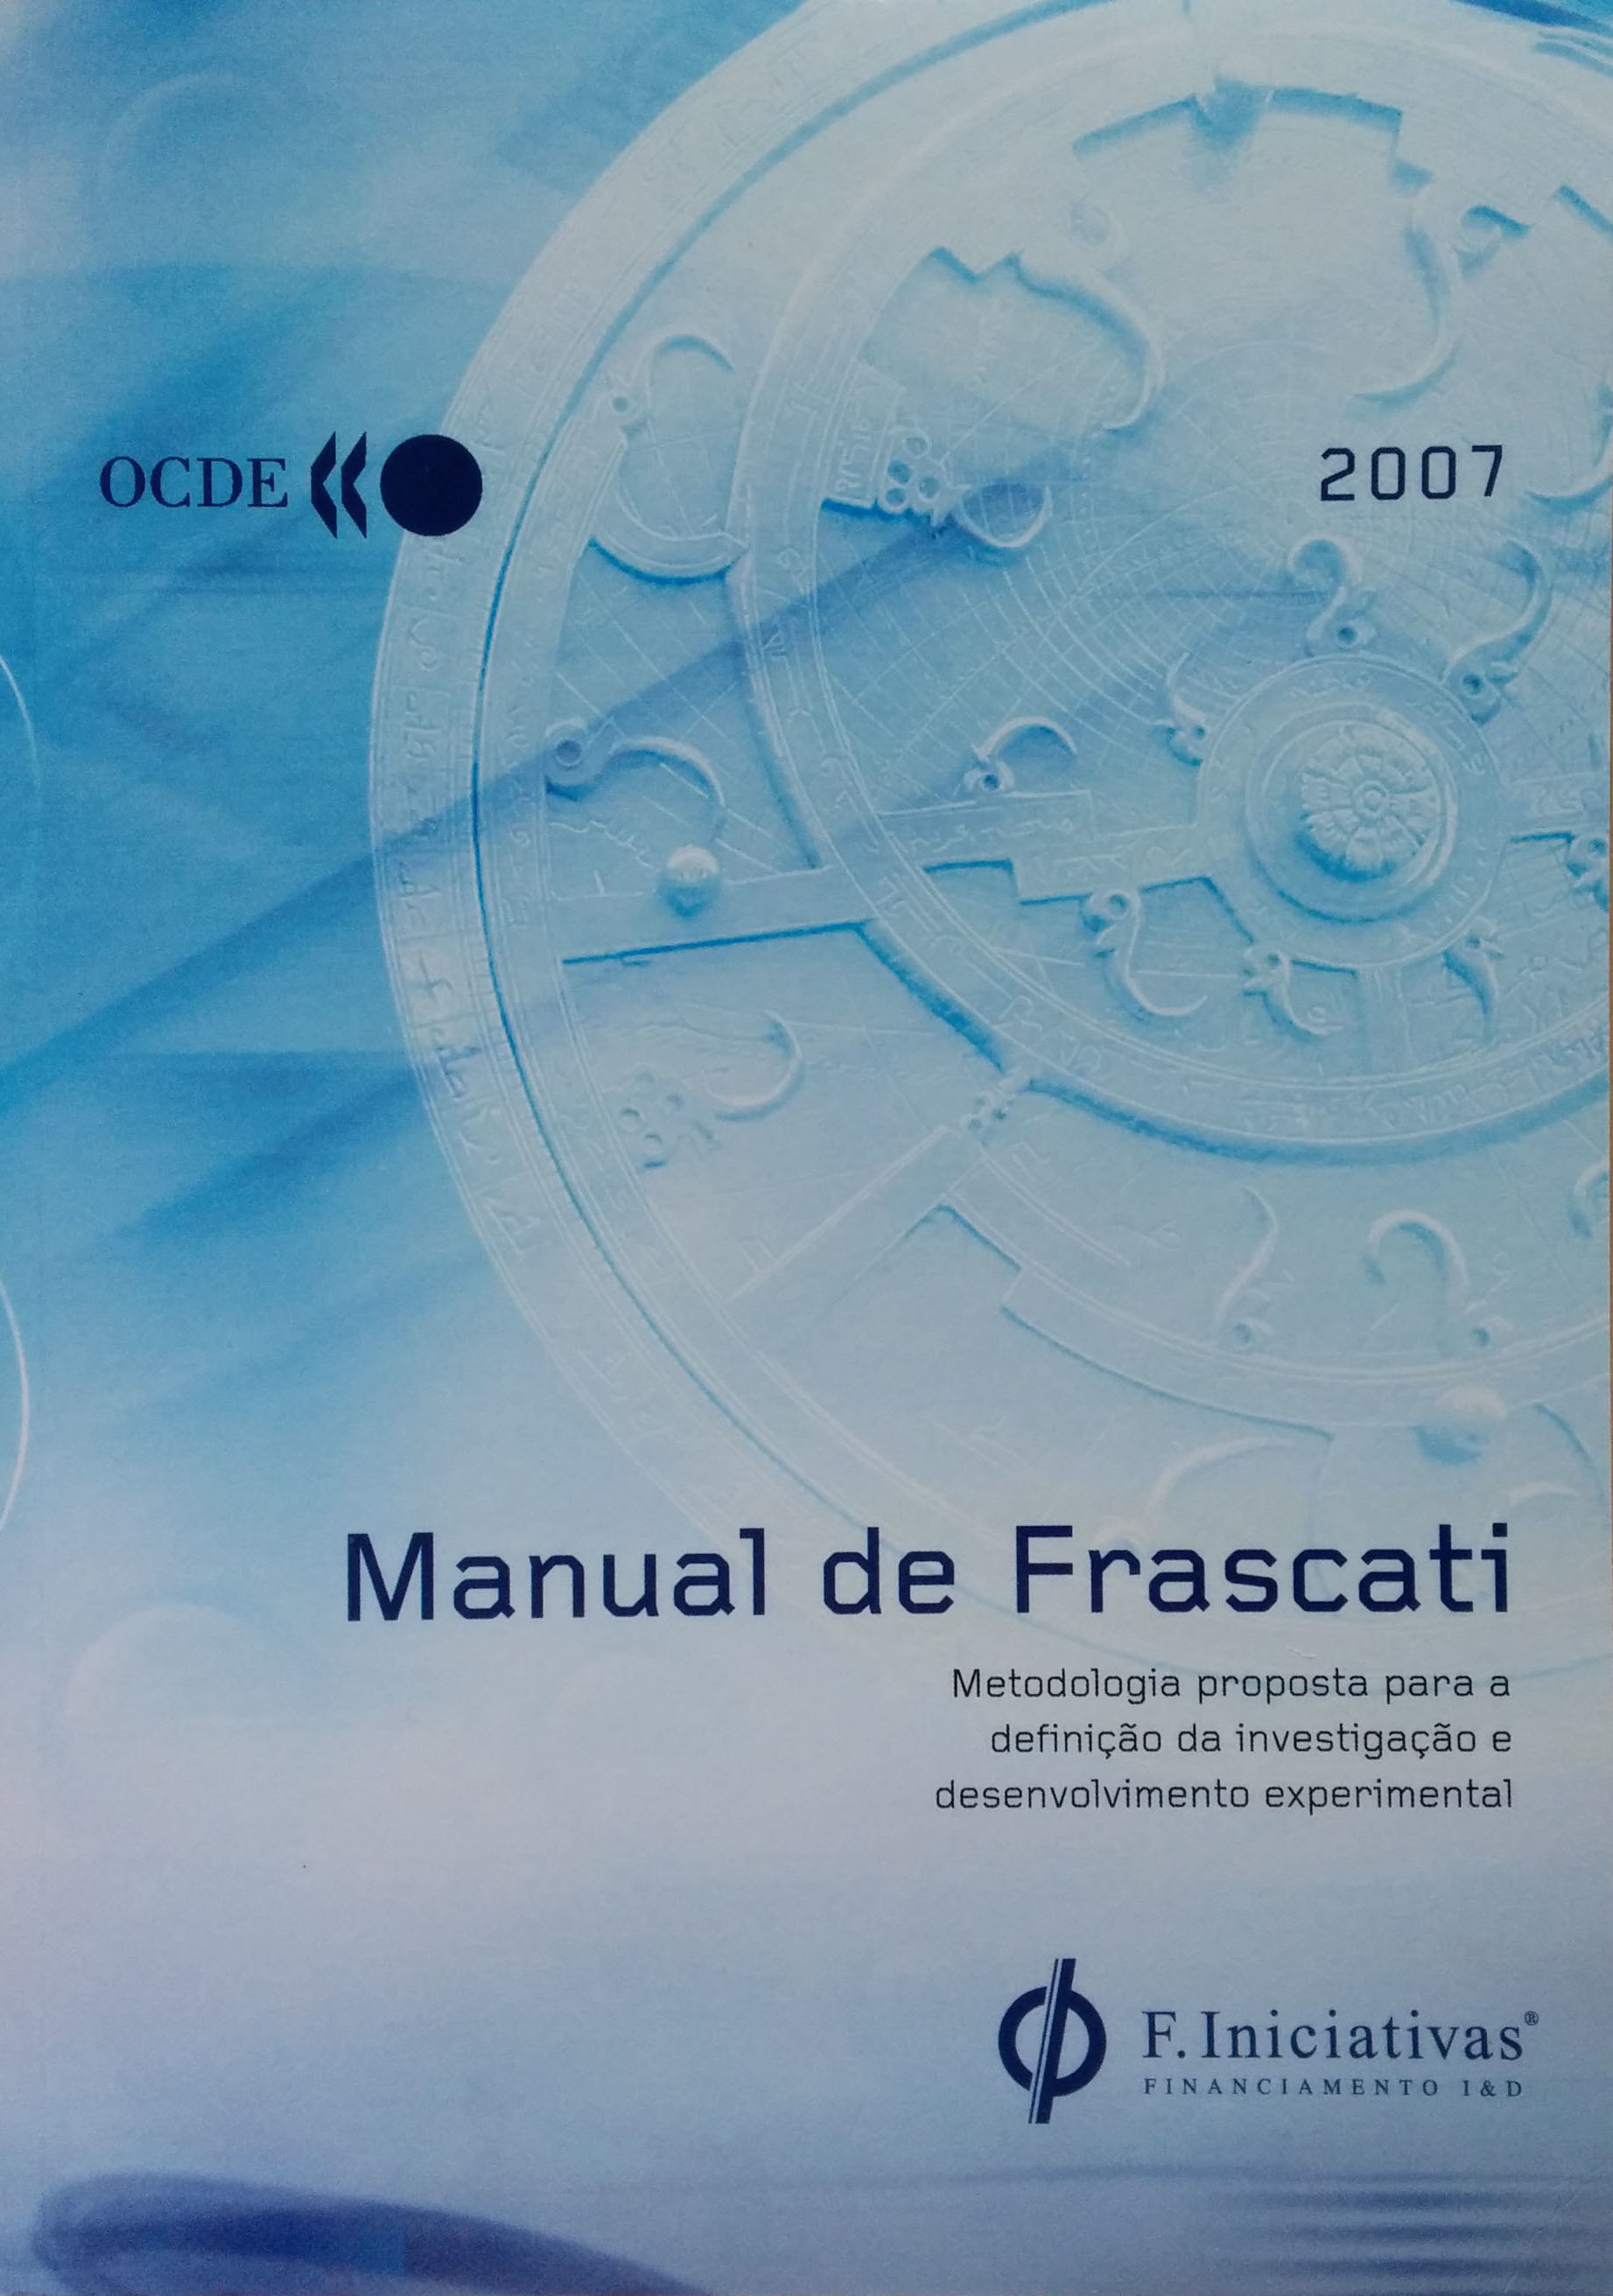 OCDE
2007
Manual de Frascati
Metodologia proposta para a
definição da investigação e
desenvolvimento experimental
F. Iniciativas®
FINANCIAMENTO I&D